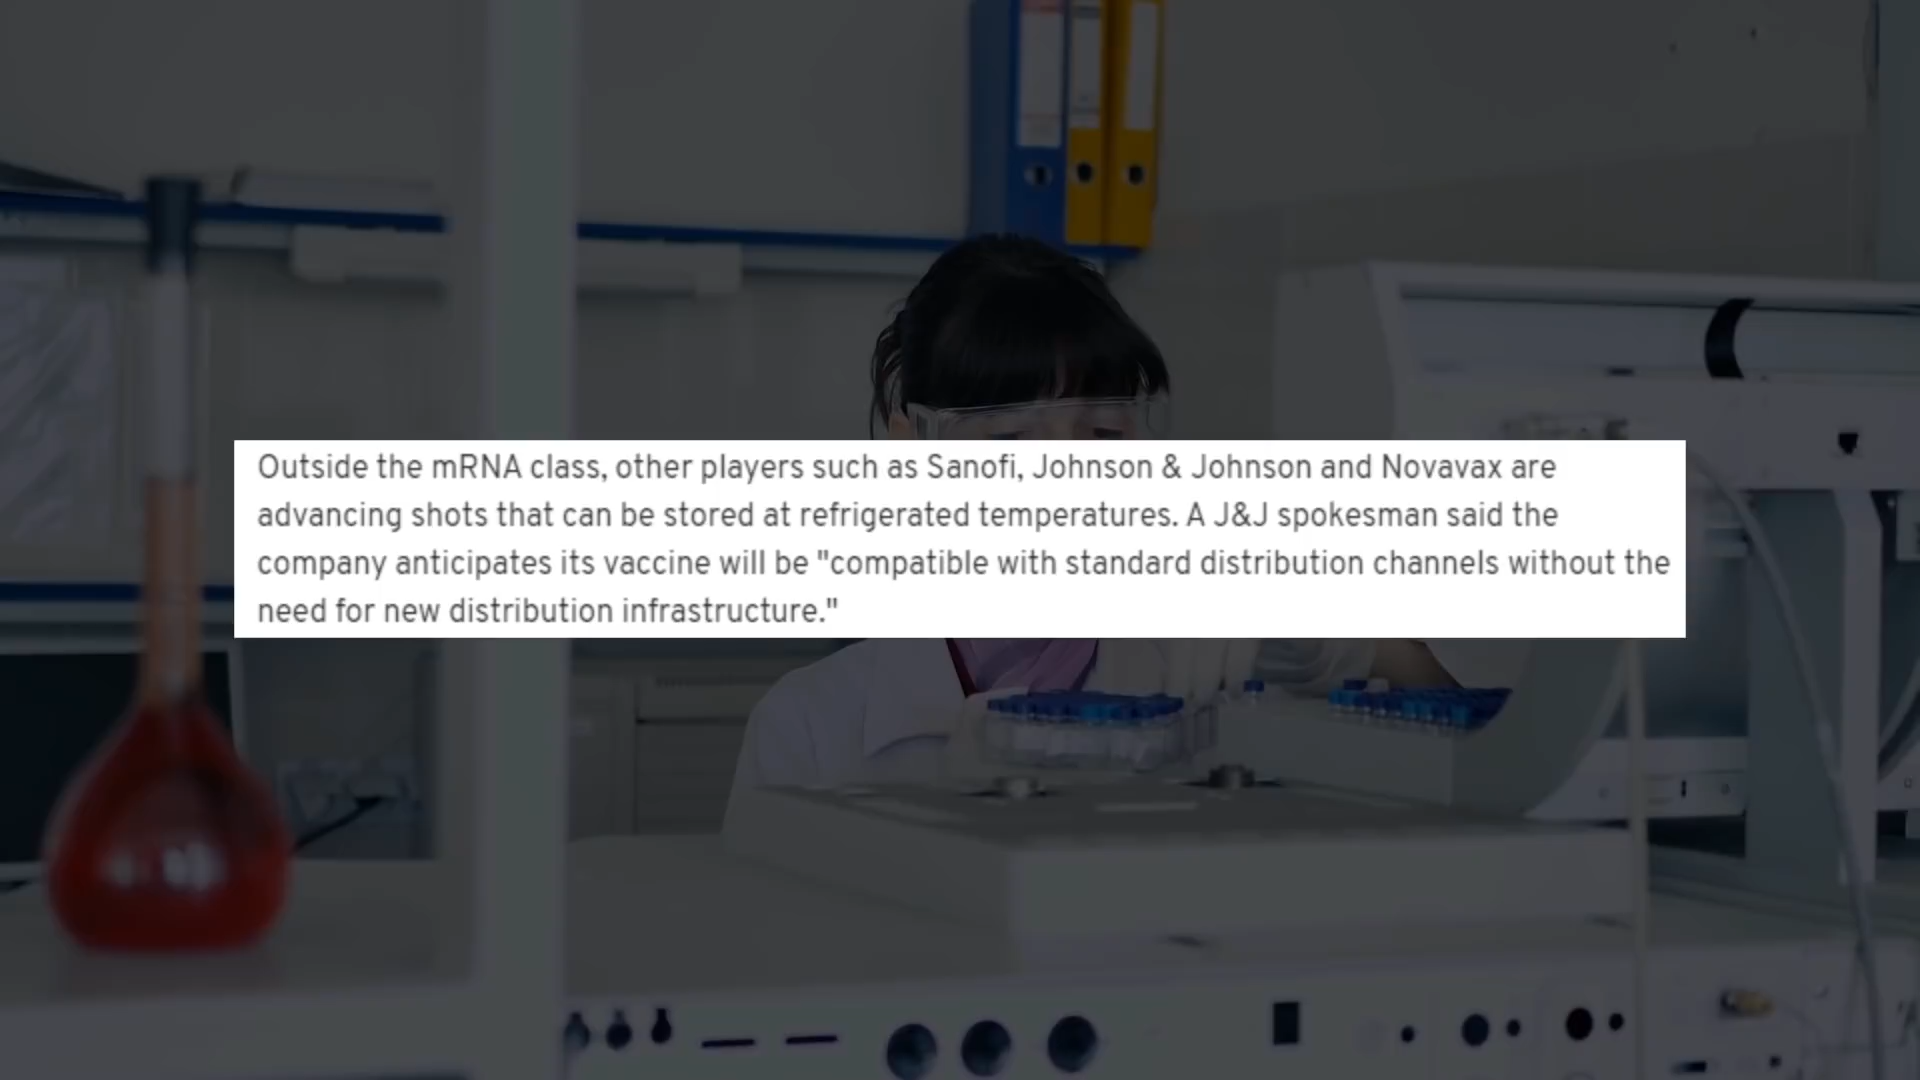 Outside the mRNA class, other players such as Sanofi, Johnson & Johnson and Novavax are
advancing shots that can be stored at refrigerated temperatures. A J&J spokesman said the
company anticipates its vaccine will be "compatible with standard distribution channels without the
need for new distribution infrastructure."